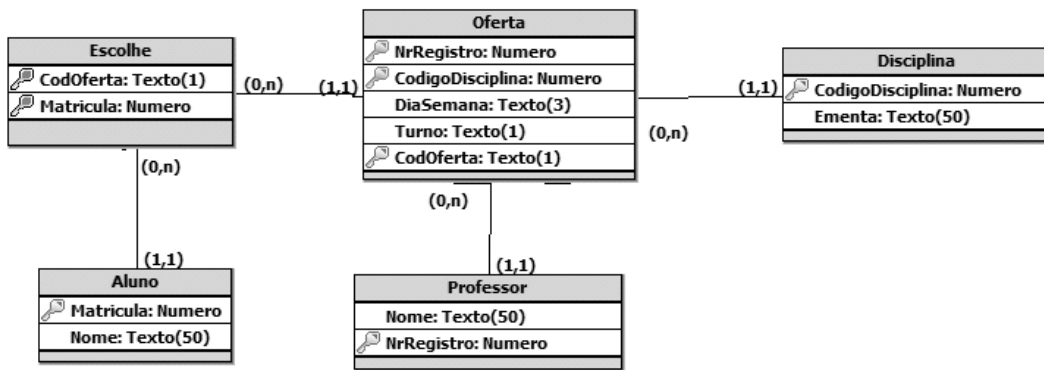 Escolhe
CodOferta: Texto(1)
Matricula: Numero
(0,n)
(1,1)
Oferta
NrRegistro: Numero
CodigoDisciplina: Numero
DiaSemana: Texto(3)
Turno: Texto(1)
CodOferta: Texto(1)
(1,1)
(0,n)
Disciplina
CodigoDisciplina: Numero
Ementa: Texto(50)
(0,n)
(1,1)
Aluno
Matricula: Numero
Nome: Texto(50)
(0,n)
(1,1)
Professor
Nome: Texto(50)
NrRegistro: Numero